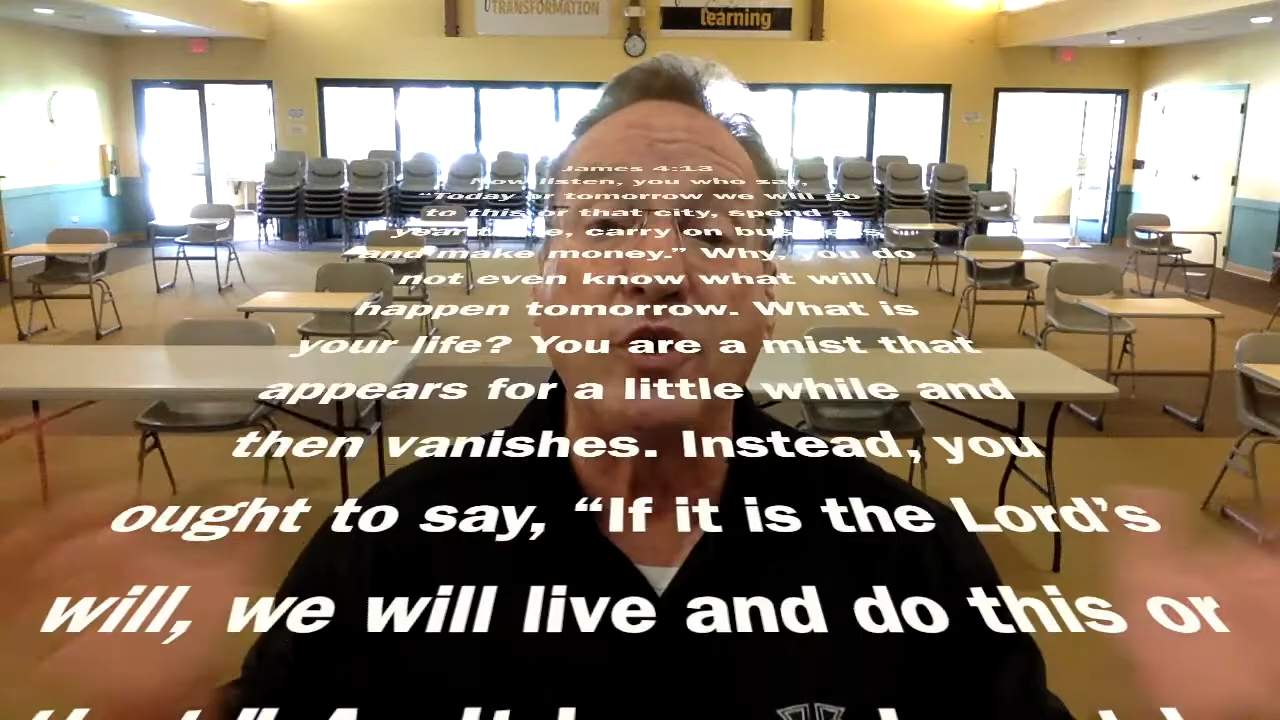 TRANSFORMATION
learning
James 4:13
Now listen, you who say,
“Today or tomorrow we will go
to this or that city, spend a
year there, carry on business
and make money.” Why, you do
not even know what will
happen tomorrow. What is
your life? You are a mist that
appears for a little while and
then vanishes. Instead, you
ought to say, “If it is the Lord’s
will, we will live and do this or